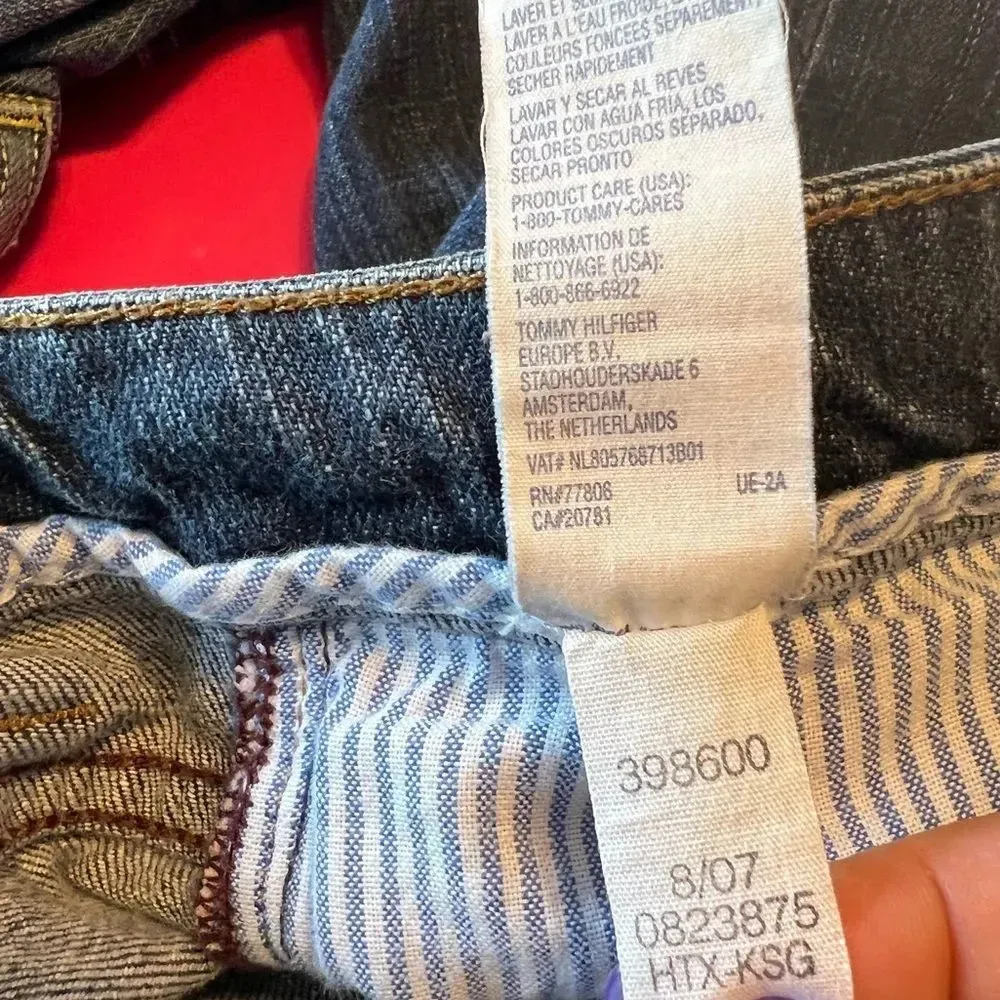 LAVER ET
LAVER A L'EAU FROIDE,
COULEURS FONCEES SEPAREMENT,
SECHER RAPIDEMENT
LAVAR Y SECAR AL REVES
LAVAR CON AGUA FRIA, LOS
COLORES OSCUROS SEPARADO,
SECAR PRONTO
PRODUCT CARE (USA):
1-800-TOMMY-CARES
INFORMATION DE
NETTOYAGE (USA):
1-800-866-6922
TOMMY HILFIGER
EUROPE B.V.
STADHOUDERSKADE 6
AMSTERDAM,
THE NETHERLANDS
VAT# NL805768713B01
RN#77806 UE-2A
CA#20781
398600
8/07
0823875
HTX-KSG